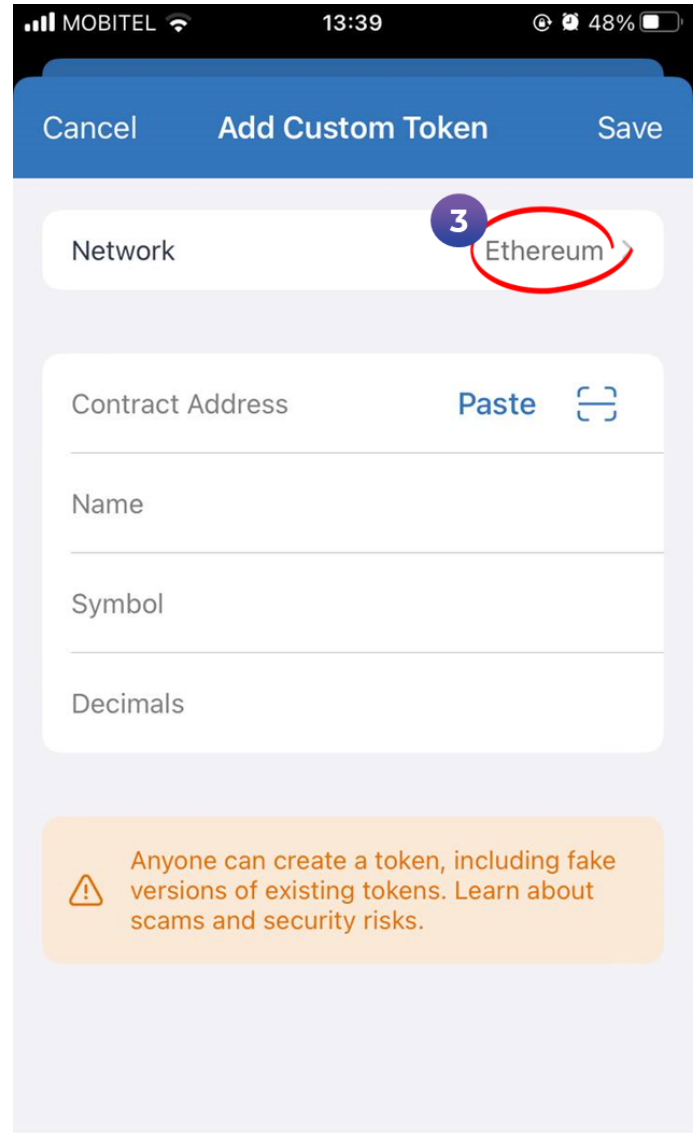 MOBITEL 13:39 48%
Cancel Add Custom Token Save
3
Network Ethereum
Contract Address Paste
Name
Symbol
Decimals
Anyone can create a token, including fake
versions of existing tokens. Learn about
scams and security risks.